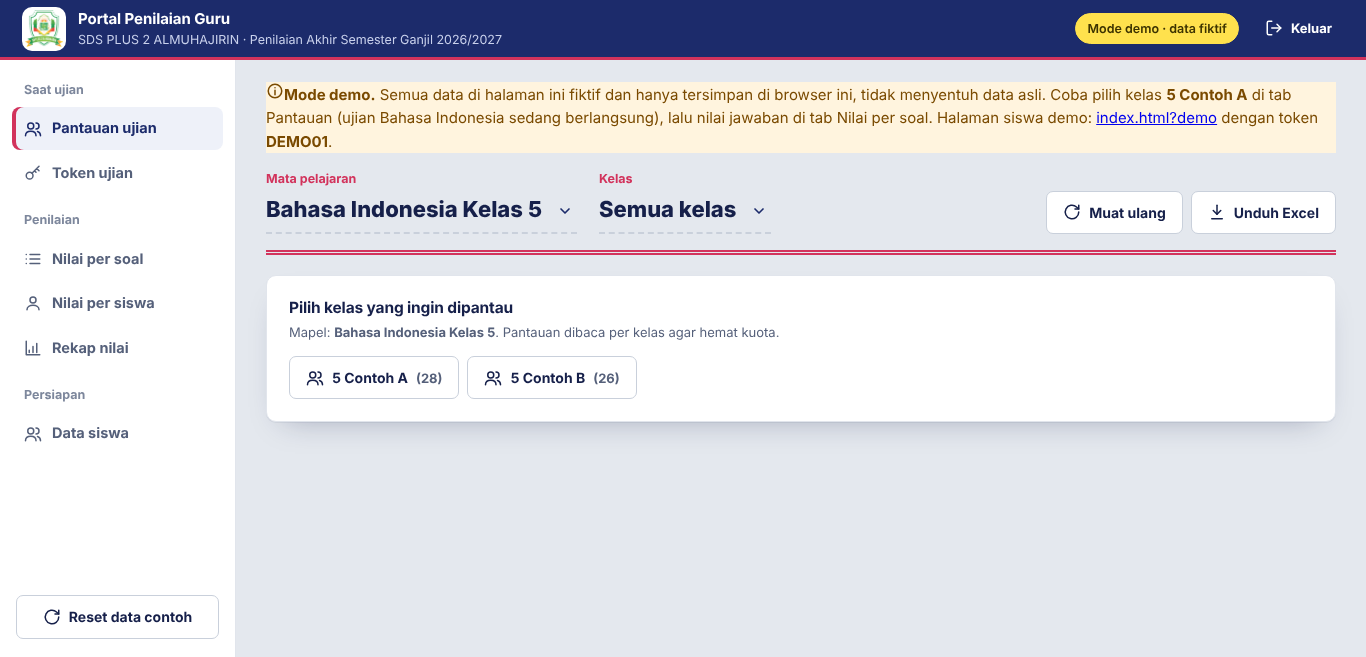 Portal Penilaian Guru
SDS PLUS 2 ALMUHAJIRIN · Penilaian Akhir Semester Ganjil 2026/2027
Mode demo · data fiktif
Keluar
Saat ujian
Pantauan ujian
Token ujian
Penilaian
Nilai per soal
Nilai per siswa
Rekap nilai
Persiapan
Data siswa
Reset data contoh
Mode demo. Semua data di halaman ini fiktif dan hanya tersimpan di browser ini, tidak menyentuh data asli. Coba pilih kelas 5 Contoh A di tab
Pantauan (ujian Bahasa Indonesia sedang berlangsung), lalu nilai jawaban di tab Nilai per soal. Halaman siswa demo: index.html?demo dengan token
DEMO01.
Mata pelajaran
Bahasa Indonesia Kelas 5
Kelas
Semua kelas
Muat ulang
Unduh Excel
Pilih kelas yang ingin dipantau
Mapel: Bahasa Indonesia Kelas 5. Pantauan dibaca per kelas agar hemat kuota.
5 Contoh A (28)
5 Contoh B (26)